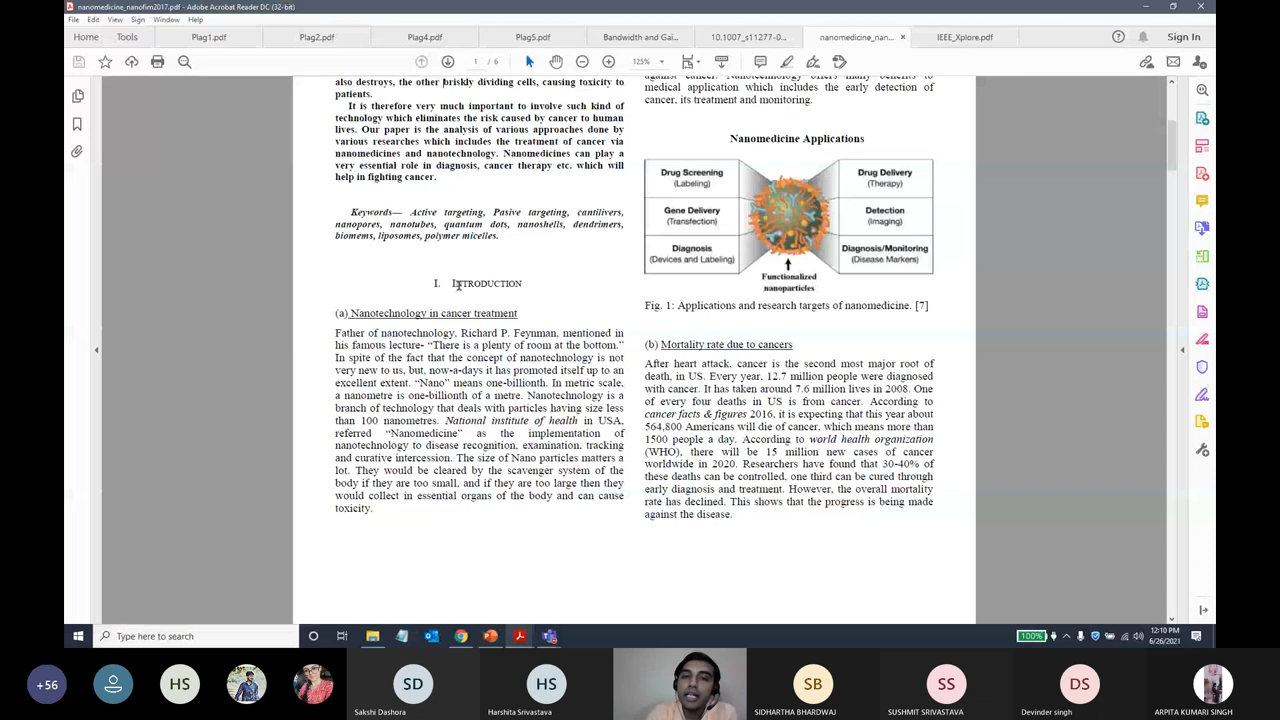 nanomedicine_nanofim2017.pdf - Adobe Acrobat Reader DC (32-bit)
File Edit View Sign Window Help
Home Tools Plag1.pdf Plag2.pdf Plag4.pdf Plag5.pdf Bandwidth and Gai... 10.1007_s11277-0... nanomedicine_nan... × IEEE_Xplore.pdf Sign In
1 / 6 125%
also destroys, the other briskly dividing cells, causing toxicity to
patients.
It is therefore very much important to involve such kind of
technology which eliminates the risk caused by cancer to human
lives. Our paper is the analysis of various approaches done by
various researches which includes the treatment of cancer via
nanomedicines and nanotechnology. Nanomedicines can play a
very essential role in diagnosis, cancer therapy etc. which will
help in fighting cancer.
Keywords— Active targeting, Pasive targeting, cantilivers,
nanopores, nanotubes, quantum dots, nanoshells, dendrimers,
biomems, liposomes, polymer micelles.
I. INTRODUCTION
(a) Nanotechnology in cancer treatment
Father of nanotechnology, Richard P. Feynman, mentioned in
his famous lecture- “There is a plenty of room at the bottom.”
In spite of the fact that the concept of nanotechnology is not
very new to us, but, now-a-days it has promoted itself up to an
excellent extent. “Nano” means one-billionth. In metric scale,
a nanometre is one-billionth of a mètre. Nanotechnology is a
branch of technology that deals with particles having size less
than 100 nanometres. National institute of health in USA,
referred “Nanomedicine” as the implementation of
nanotechnology to disease recognition, examination, tracking
and curative intercession. The size of Nano particles matters a
lot. They would be cleared by the scavenger system of the
body if they are too small, and if they are too large then they
would collect in essential organs of the body and can cause
toxicity.
against cancer. Nanotechnology offers many benefits to
medical application which includes the early detection of
cancer, its treatment and monitoring.
Nanomedicine Applications
Drug Screening
(Labeling)
Gene Delivery
(Transfection)
Diagnosis
(Devices and Labeling)
Drug Delivery
(Therapy)
Detection
(Imaging)
Diagnosis/Monitoring
(Disease Markers)
Functionalized
nanoparticles
Fig. 1: Applications and research targets of nanomedicine. [7]
(b) Mortality rate due to cancers
After heart attack, cancer is the second most major root of
death, in US. Every year, 12.7 million people were diagnosed
with cancer. It has taken around 7.6 million lives in 2008. One
of every four deaths in US is from cancer. According to
cancer facts & figures 2016, it is expecting that this year about
564,800 Americans will die of cancer, which means more than
1500 people a day. According to world health organization
(WHO), there will be 15 million new cases of cancer
worldwide in 2020. Researchers have found that 30-40% of
these deaths can be controlled, one third can be cured through
early diagnosis and treatment. However, the overall mortality
rate has declined. This shows that the progress is being made
against the disease.
Type here to search
100%
12:10 PM
6/26/2021
+56 HS SD HS SB SS DS
Sakshi Dashora Harshita Srivastava SIDHARTHA BHARDWAJ SUSHMIT SRIVASTAVA Devinder singh ARPITA KUMARI SINGH